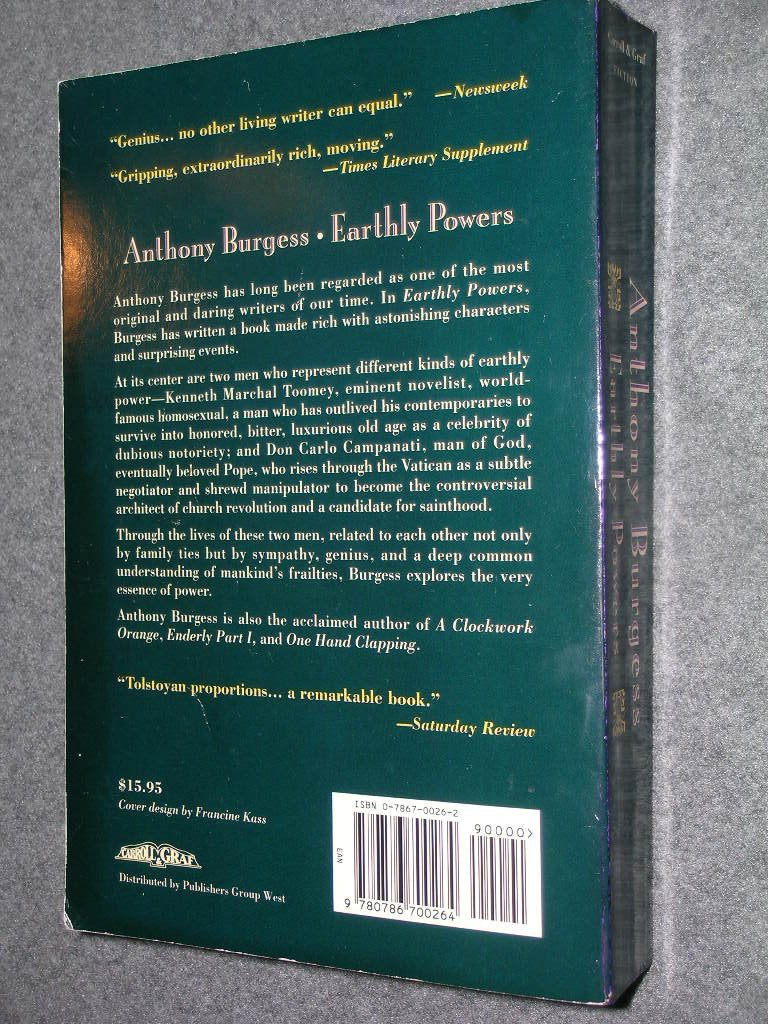 "Genius... no other living writer can equal." —Newsweek
"Gripping, extraordinarily rich, moving."
—Times Literary Supplement
Anthony Burgess • Earthly Powers
Anthony Burgess has long been regarded as one of the most
original and daring writers of our time. In Earthly Powers,
Burgess has written a book made rich with astonishing characters
and surprising events.
At its center are two men who represent different kinds of earthly
power—Kenneth Marchal Toomey, eminent novelist, world-
famous homosexual, a man who has outlived his contemporaries to
survive into honored, bitter, luxurious old age as a celebrity of
dubious notoriety; and Don Carlo Campanati, man of God,
eventually beloved Pope, who rises through the Vatican as a subtle
negotiator and shrewd manipulator to become the controversial
architect of church revolution and a candidate for sainthood.
Through the lives of these two men, related to each other not only
by family ties but by sympathy, genius, and a deep common
understanding of mankind's frailties, Burgess explores the very
essence of power.
Anthony Burgess is also the acclaimed author of A Clockwork
Orange, Enderly Part I, and One Hand Clapping.
"Tolstoyan proportions... a remarkable book."
—Saturday Review
$15.95
Cover design by Francine Kass
CARROLL & GRAF
Distributed by Publishers Group West
ISBN 0-7867-0026-2
90000>
EAN
9 780786 700264
Carroll & Graf
FICTION
Anthony Burgess
Earthly Powers